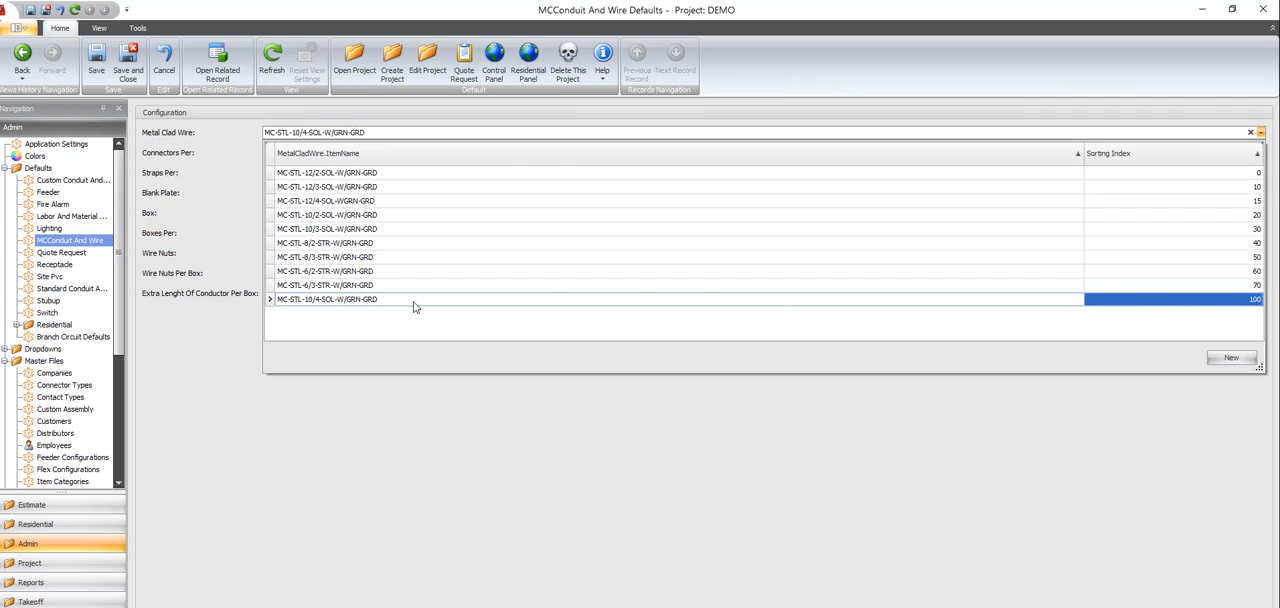 MCConduit And Wire Defaults - Project: DEMO
Home View Tools
Back Forward Save Save and Close Cancel Open Related Record Refresh Reset View Settings Open Project Create Project Edit Project Quote Request Control Panel Residential Panel Delete This Project Help Previous Record Next Record
Views History Navigation Save Edit Open Related Record View Default Records Navigation
Navigation
Admin
Application Settings
Colors
Defaults
Custom Conduit And...
Feeder
Fire Alarm
Labor And Material ...
Lighting
MCConduit And Wire
Quote Request
Receptacle
Site Pvc
Standard Conduit A...
Stubup
Switch
Residential
Branch Circuit Defaults
Dropdowns
Master Files
Companies
Connector Types
Contact Types
Custom Assembly
Customers
Distributors
Employees
Feeder Configurations
Flex Configurations
Item Categories
Estimate
Residential
Admin
Project
Reports
Takeoff
Configuration
Metal Clad Wire: MC-STL-10/4-SOL-W/GRN-GRD
Connectors Per:
Straps Per:
Blank Plate:
Box:
Boxes Per:
Wire Nuts:
Wire Nuts Per Box:
Extra Lenght Of Conductor Per Box:
MetalCladWire.ItemName Sorting Index
MC-STL-12/2-SOL-W/GRN-GRD 0
MC-STL-12/3-SOL-W/GRN-GRD 10
MC-STL-12/4-SOL-WGRN-GRD 15
MC-STL-10/2-SOL-W/GRN-GRD 20
MC-STL-10/3-SOL-W/GRN-GRD 30
MC-STL-8/2-STR-W/GRN-GRD 40
MC-STL-8/3-STR-W/GRN-GRD 50
MC-STL-6/2-STR-W/GRN-GRD 60
MC-STL-6/3-STR-W/GRN-GRD 70
MC-STL-10/4-SOL-W/GRN-GRD 100
New